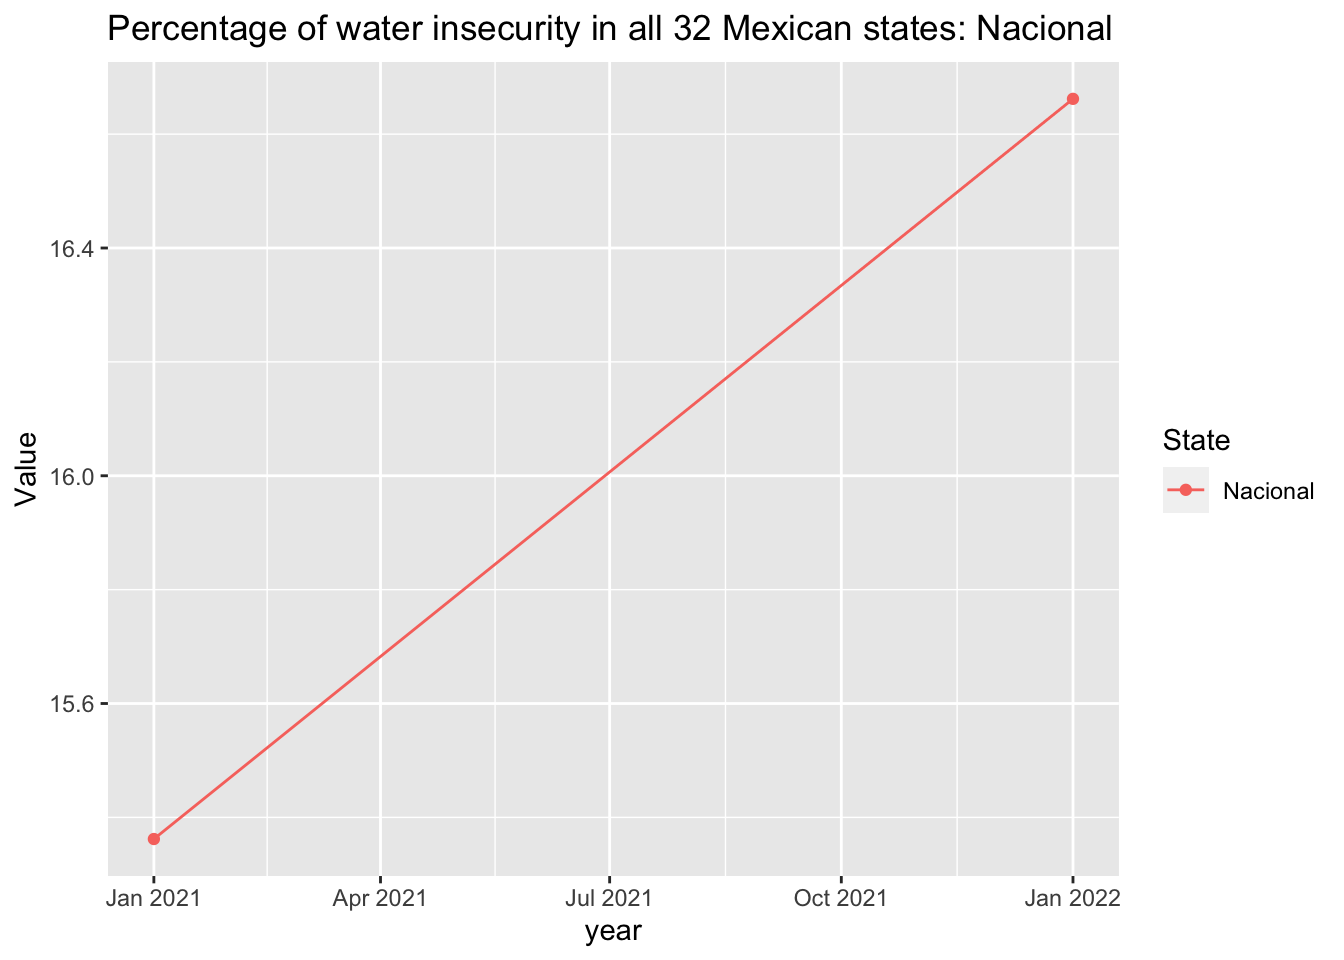 Percentage of water insecurity in all 32 Mexican states: Nacional
Value
16.4
16.0
15.6
Jan 2021 Apr 2021 Jul 2021 Oct 2021 Jan 2022
year
State
Nacional